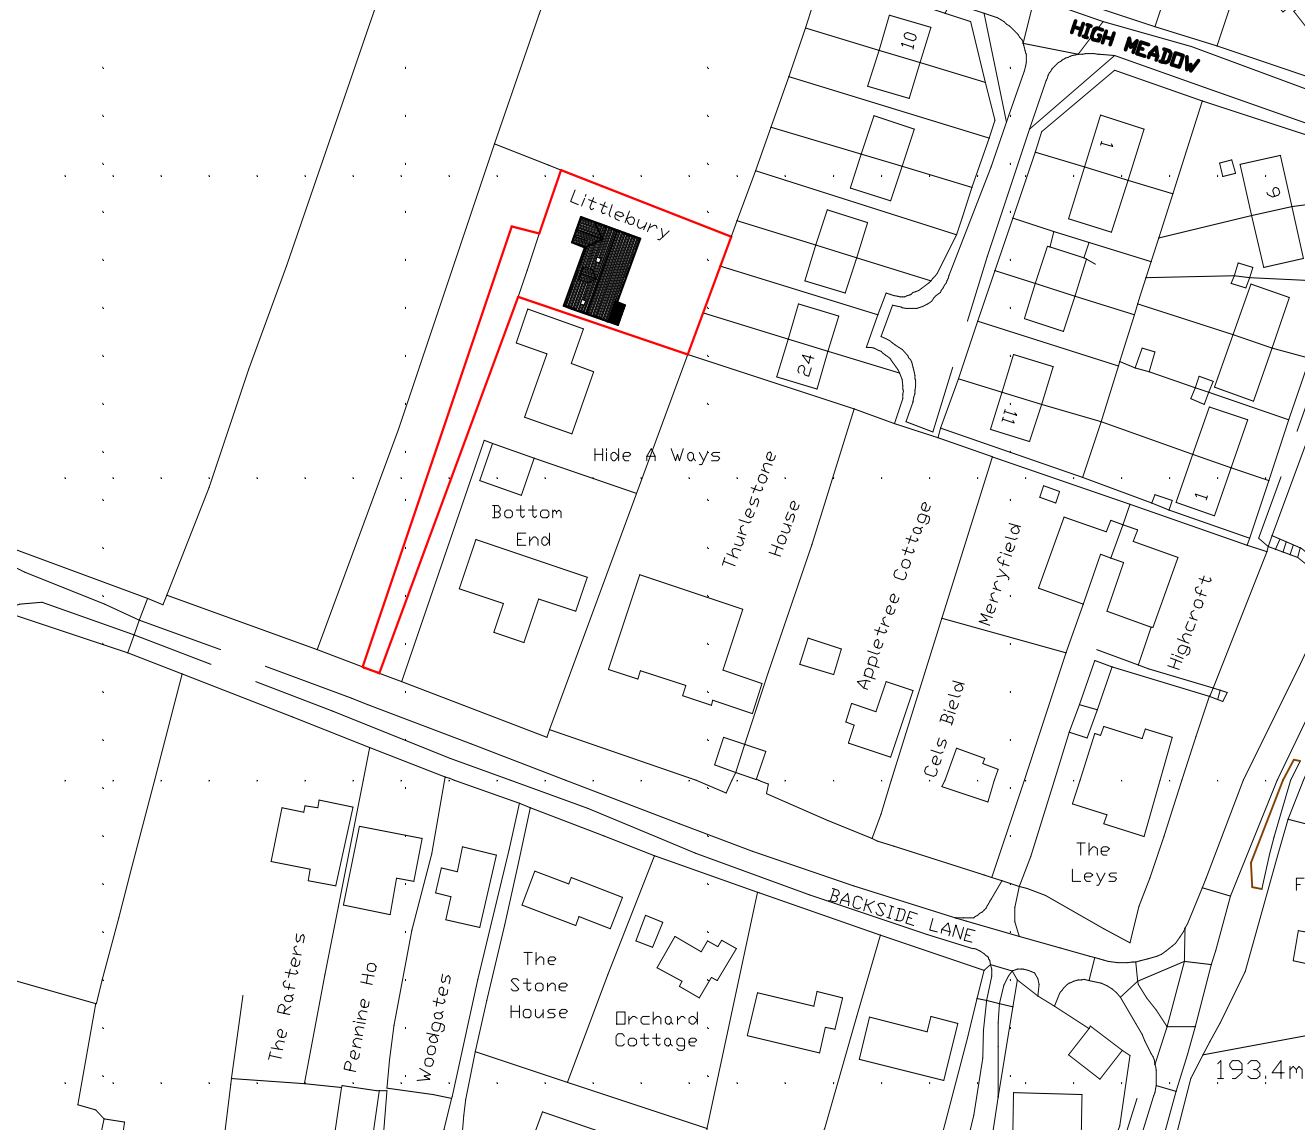 HIGH MEADOW
10
1
9
Littlebury
24
11
1
Hide A Ways
Thurlestone
House
Bottom
End
Appletree Cottage
Merryfield
Highcroft
Cels Bield
The
Leys
BACKSIDE LANE
F
The Rafters
Pennine Ho
Woodgates
The
Stone
House
Orchard
Cottage
193.4m